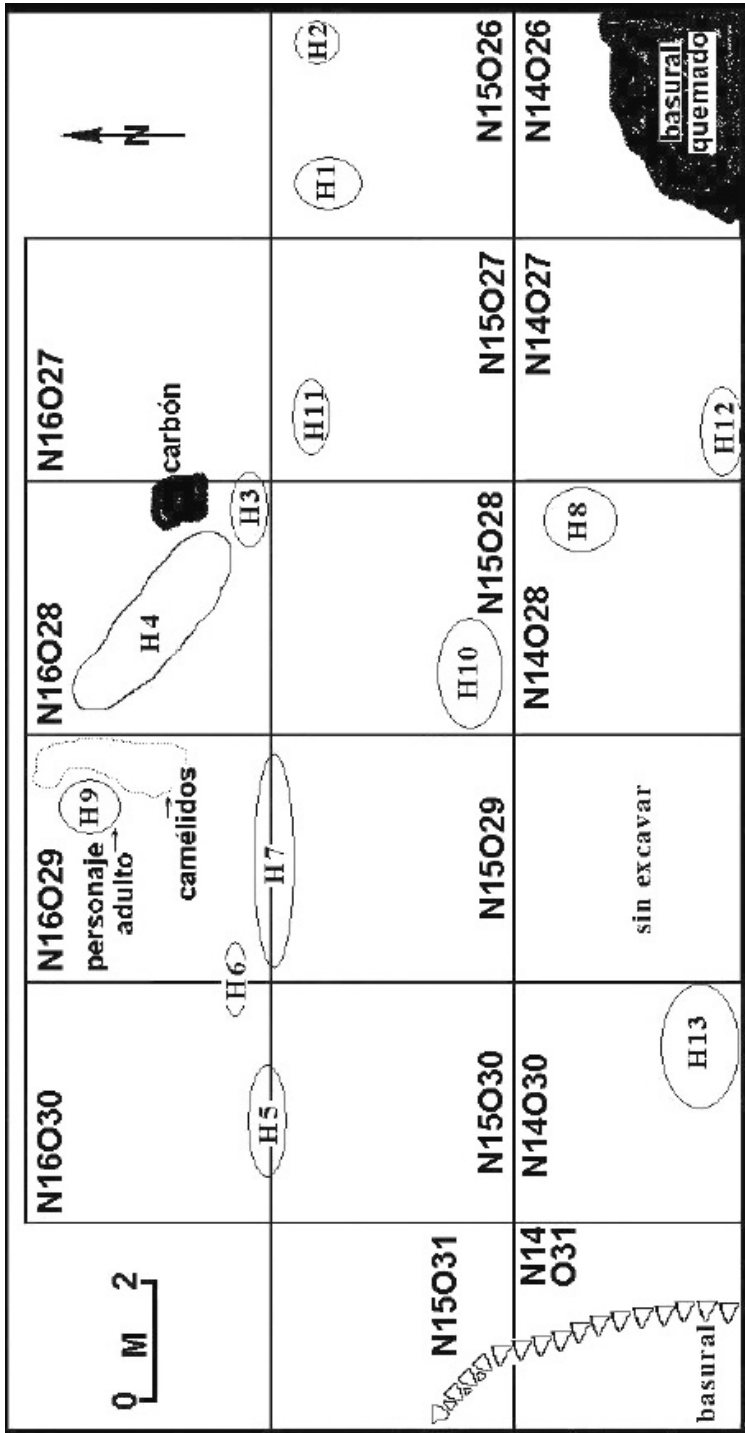 0 M 2
N16O30
N16O29
N16O28
N16O27
N
personaje
adulto→
H9
camélidos
→
H4
carbón
H6
H3
H5
H7
H11
H1
H2
N15O31
H10
N15O30
N15O29
N15O28
N15O27
N15O26
N14
O31
N14O30
N14O28
N14O27
N14O26
H8
basural
quemado
sin excavar
H13
H12
basural